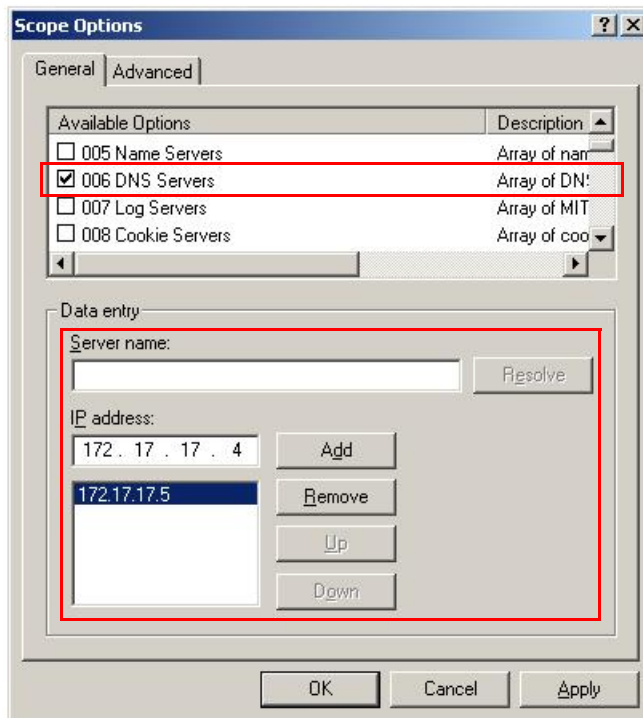 Scope Options
General Advanced
Available Options Description
005 Name Servers Array of nam
006 DNS Servers Array of DNS
007 Log Servers Array of MIT
008 Cookie Servers Array of coo
Data entry
Server name:
Resolve
IP address:
172 . 17 . 17 . 4 Add
172.17.17.5 Remove
Up
Down
OK Cancel Apply